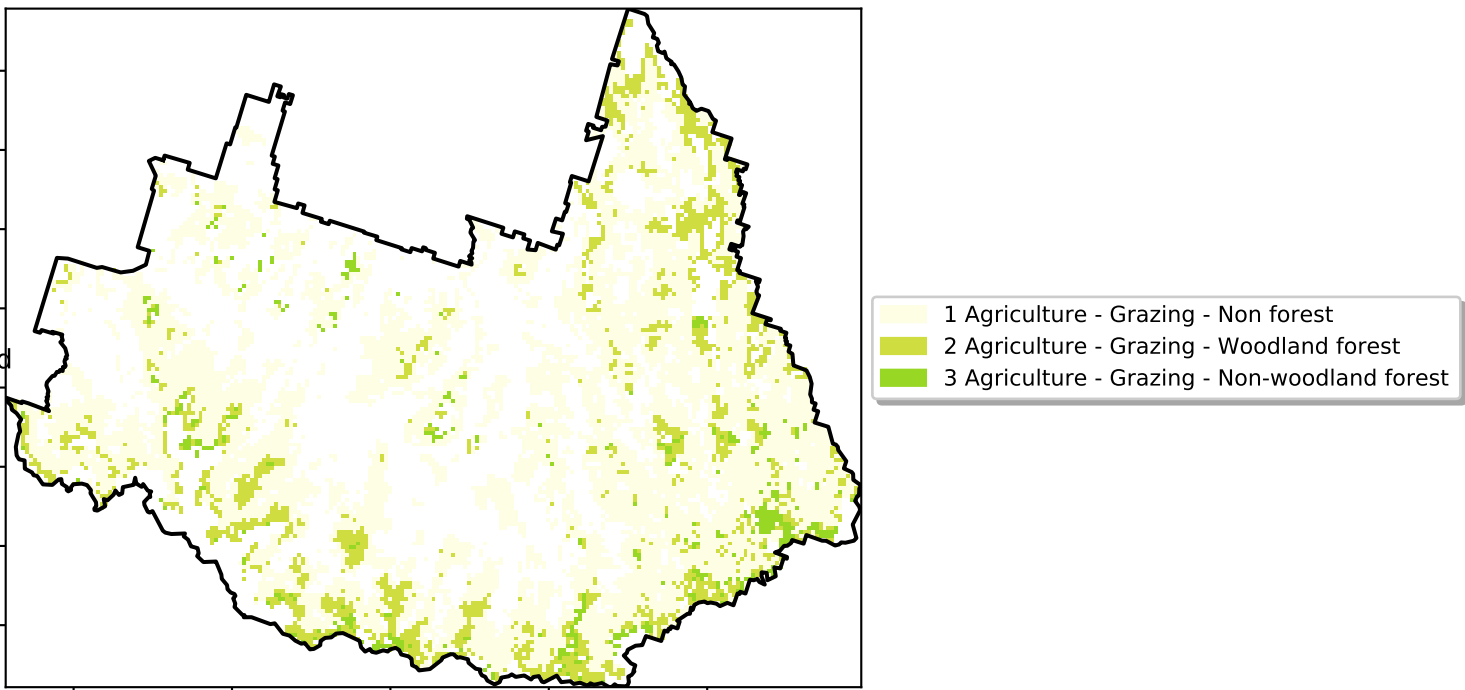 1 Agriculture - Grazing - Non forest
2 Agriculture - Grazing - Woodland forest
3 Agriculture - Grazing - Non-woodland forest